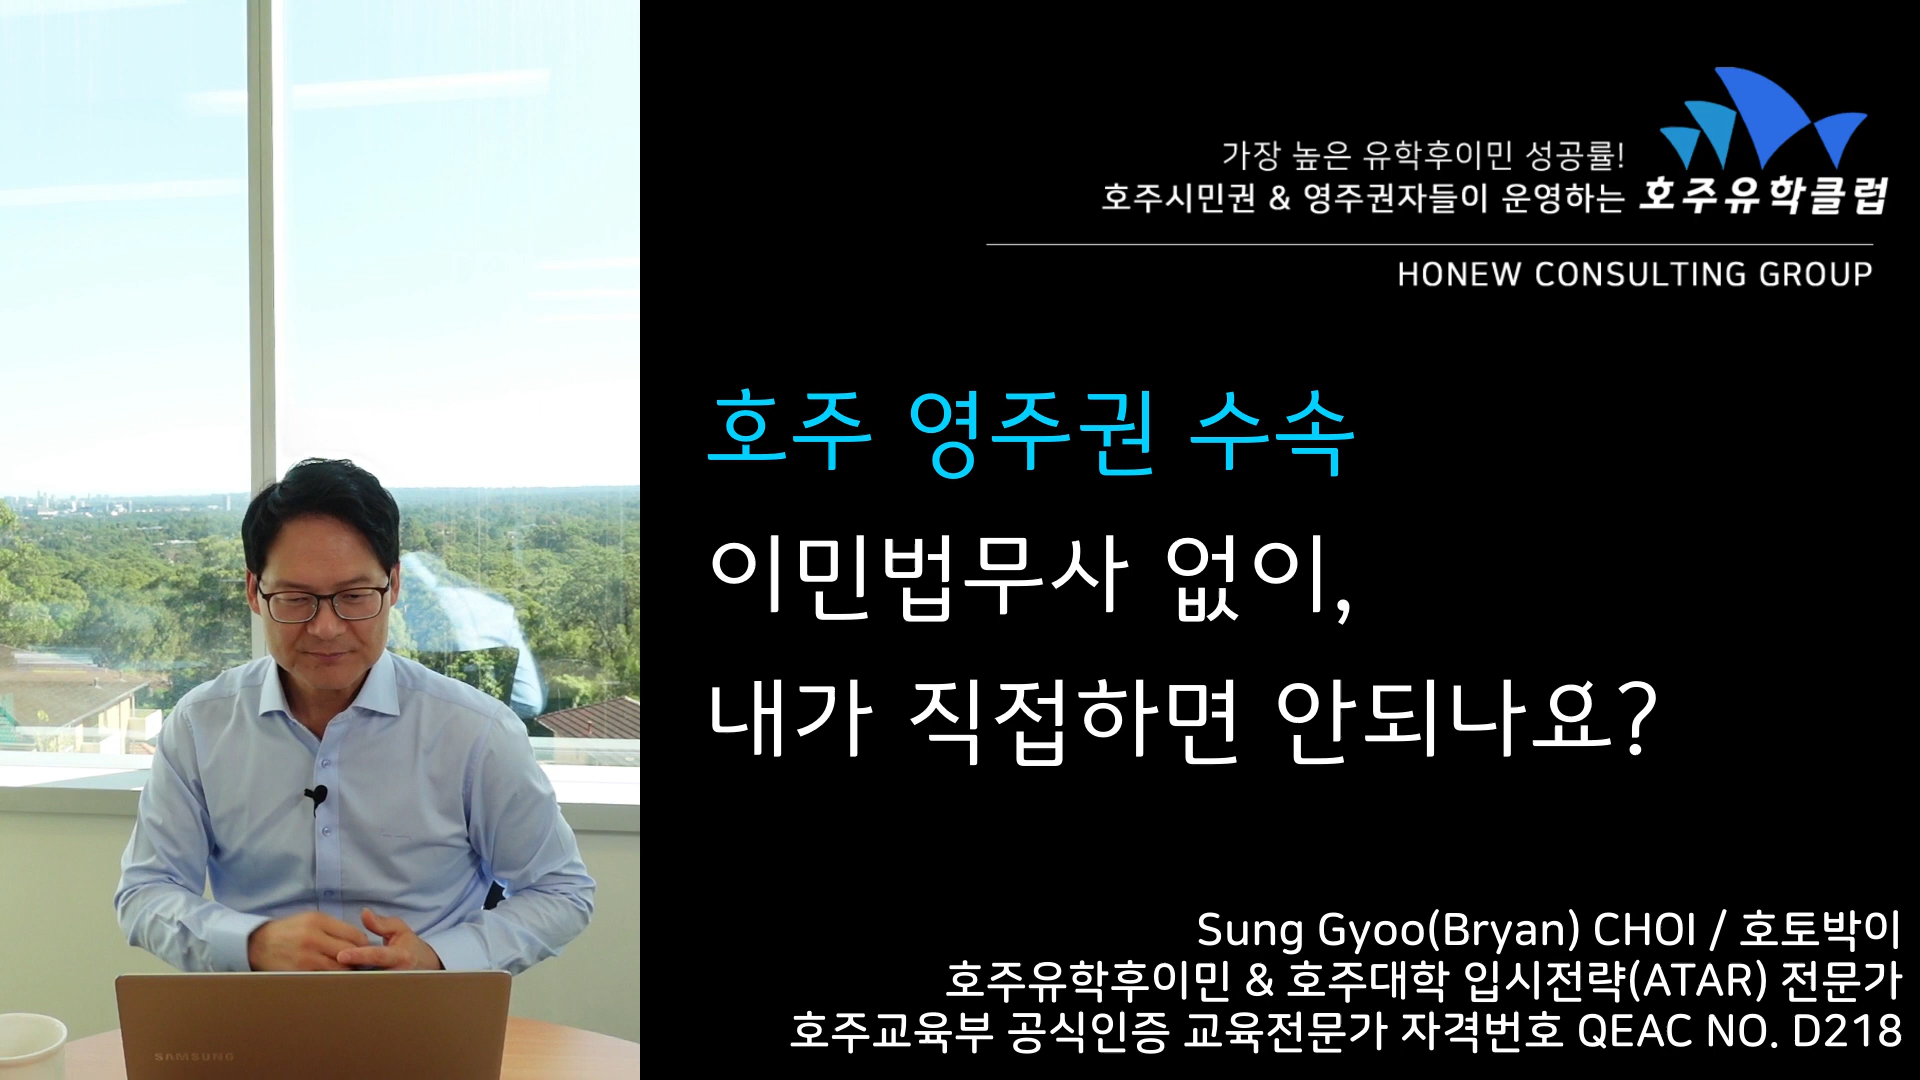 가장 높은 유학후이민 성공률!
호주시민권 & 영주권자들이 운영하는 호주유학클럽
HONEW CONSULTING GROUP
호주 영주권 수속
이민법무사 없이,
내가 직접하면 안되나요?
Sung Gyoo(Bryan) CHOI / 호토박이
호주유학후이민 & 호주대학 입시전략(ATAR) 전문가
호주교육부 공식인증 교육전문가 자격번호 QEAC NO. D218
SAMSUNG